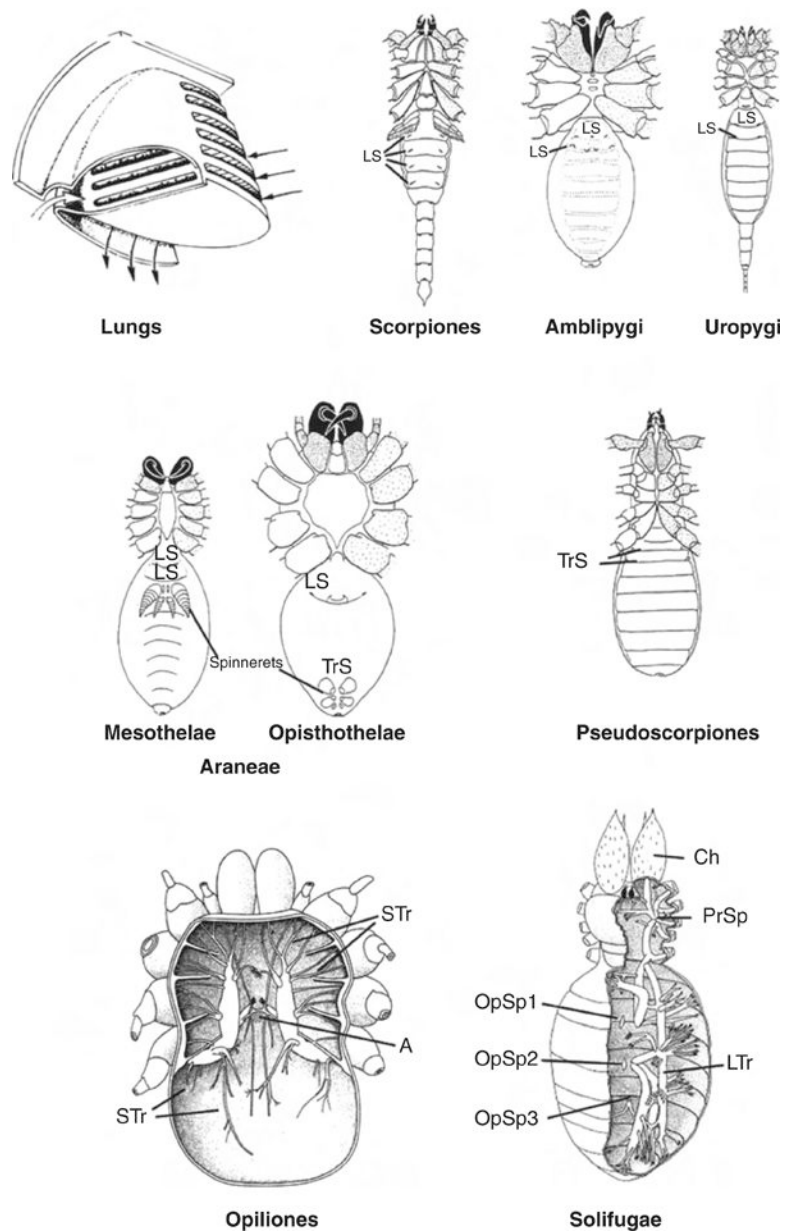 LS
LS
LS
LS
LS
Lungs
Scorpiones
Amblipygi
Uropygi
LS
LS
LS
TrS
Spinnerets
TrS
Mesothelae
Opisthothelae
Pseudoscorpiones
Araneae
Ch
STr
PrSp
OpSp1
A
OpSp2
LTr
OpSp3
STr
Opiliones
Solifugae